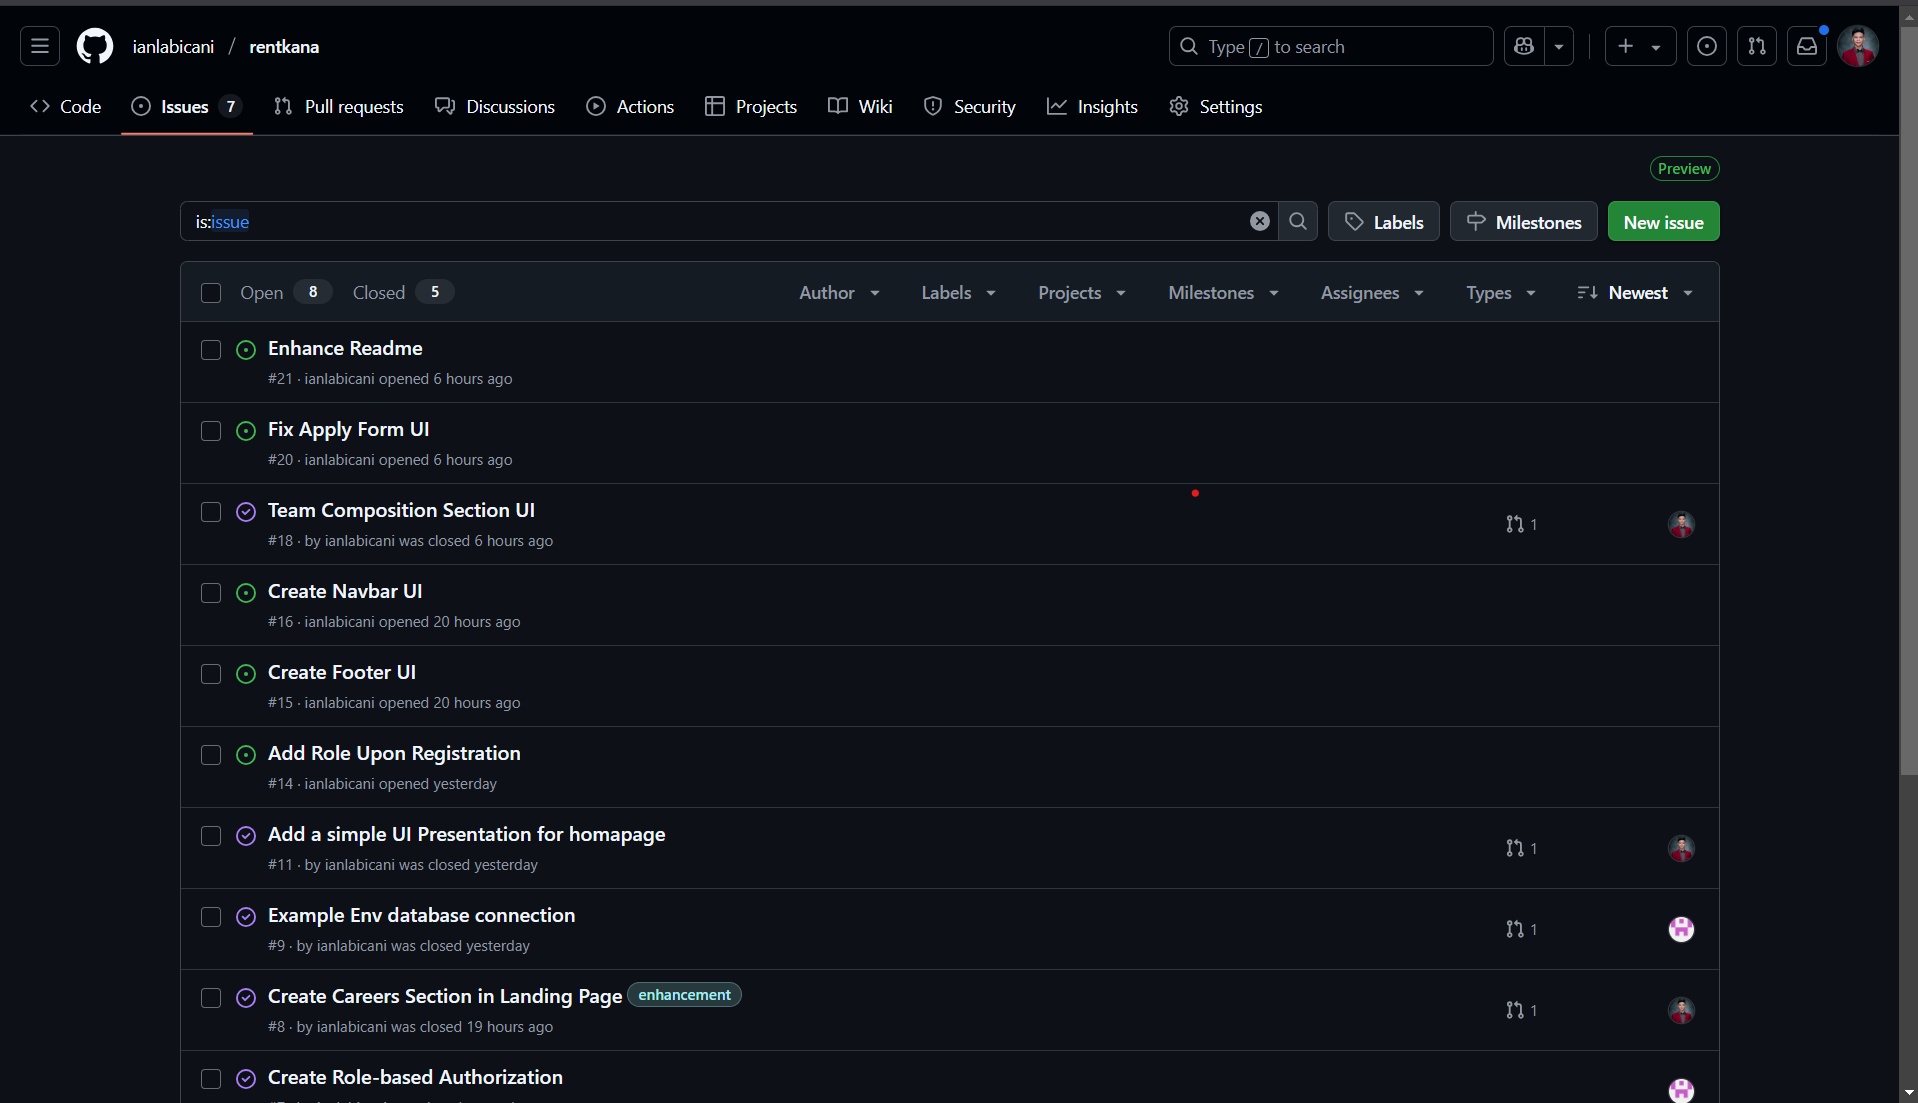 ianlabicani / rentkana
Type / to search
Code
Issues 7
Pull requests
Discussions
Actions
Projects
Wiki
Security
Insights
Settings
Preview
is:issue
Labels
Milestones
New issue
Open 8
Closed 5
Author
Labels
Projects
Milestones
Assignees
Types
Newest
Enhance Readme
#21 · ianlabicani opened 6 hours ago
Fix Apply Form UI
#20 · ianlabicani opened 6 hours ago
Team Composition Section UI
1
#18 · by ianlabicani was closed 6 hours ago
Create Navbar UI
#16 · ianlabicani opened 20 hours ago
Create Footer UI
#15 · ianlabicani opened 20 hours ago
Add Role Upon Registration
#14 · ianlabicani opened yesterday
Add a simple UI Presentation for homapage
1
#11 · by ianlabicani was closed yesterday
Example Env database connection
1
#9 · by ianlabicani was closed yesterday
Create Careers Section in Landing Page enhancement
1
#8 · by ianlabicani was closed 19 hours ago
Create Role-based Authorization